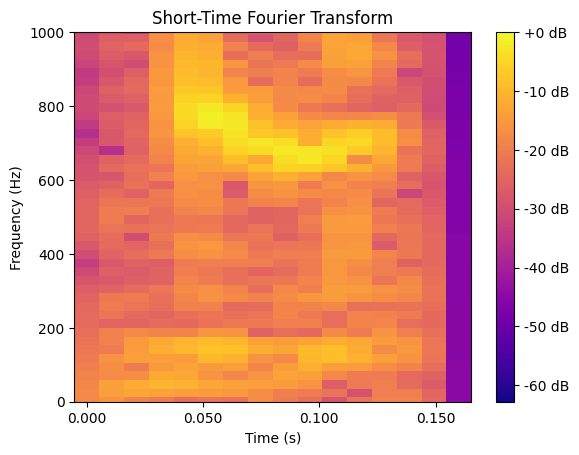 Short-Time Fourier Transform
1000
800
600
400
200
0
Frequency (Hz)
0.000
0.050
0.100
0.150
Time (s)
+0 dB
-10 dB
-20 dB
-30 dB
-40 dB
-50 dB
-60 dB